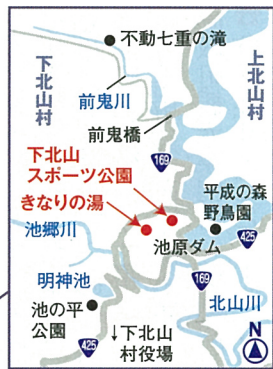 不動七重の滝
下北山村
上北山村
前鬼川
前鬼橋
下北山
スポーツ公園
169
きなりの湯
平成の森
野鳥園
池郷川
池原ダム
425
明神池
169
池の平
公園
北山川
↓下北山
村役場
425
N